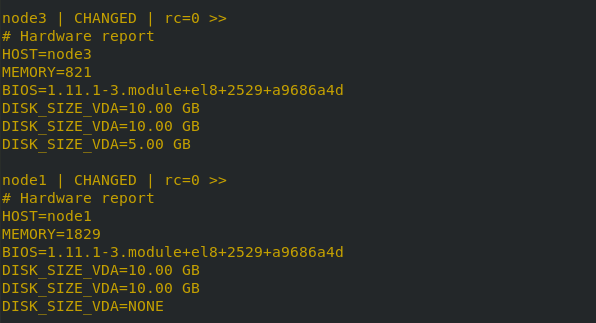 node3 | CHANGED | rc=0 >>
# Hardware report
HOST=node3
MEMORY=821
BIOS=1.11.1-3.module+el8+2529+a9686a4d
DISK_SIZE_VDA=10.00 GB
DISK_SIZE_VDA=10.00 GB
DISK_SIZE_VDA=5.00 GB

node1 | CHANGED | rc=0 >>
# Hardware report
HOST=node1
MEMORY=1829
BIOS=1.11.1-3.module+el8+2529+a9686a4d
DISK_SIZE_VDA=10.00 GB
DISK_SIZE_VDA=10.00 GB
DISK_SIZE_VDA=NONE